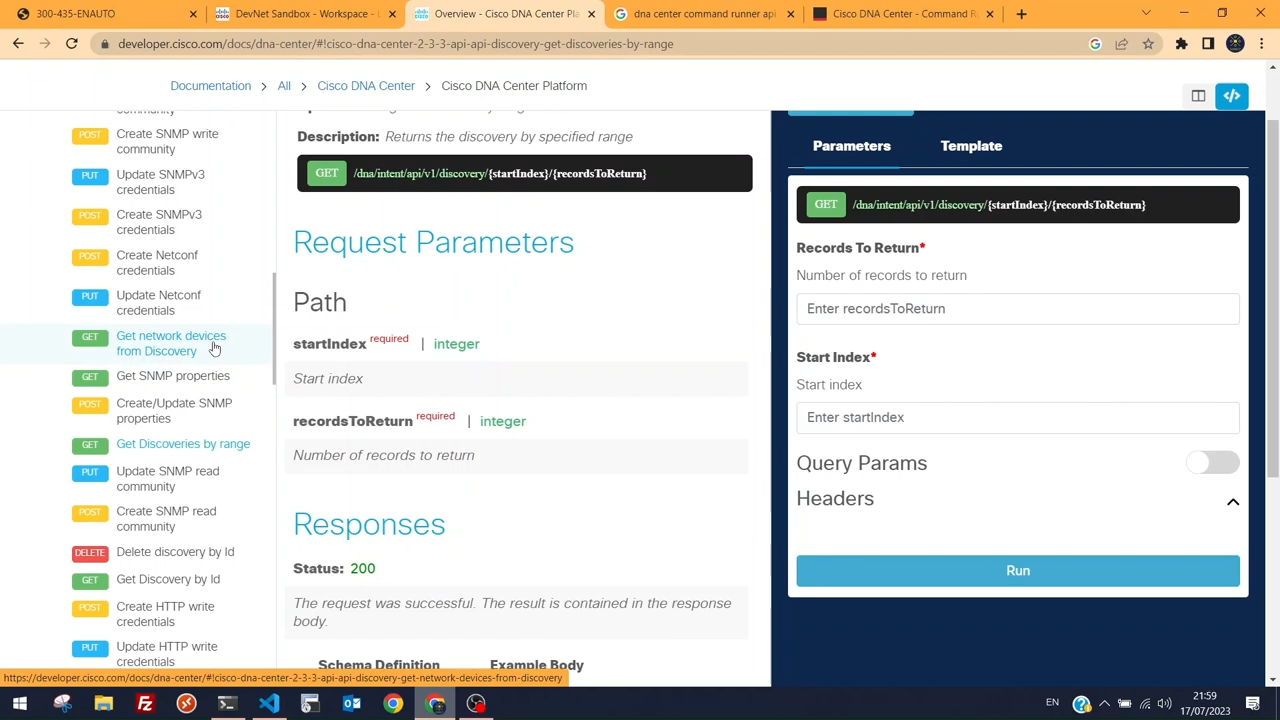 300-435 ENAUTO
DevNet Sandbox - Workspace - L
Overview - Cisco DNA Center Pla
dna center command runner api
Cisco DNA Center - Command R
developer.cisco.com/docs/dna-center/#!cisco-dna-center-2-3-3-api-api-discovery-get-discoveries-by-range
Documentation > All > Cisco DNA Center > Cisco DNA Center Platform
community
POST Create SNMP write
community
PUT Update SNMPv3
credentials
POST Create SNMPv3
credentials
POST Create Netconf
credentials
PUT Update Netconf
credentials
GET Get network devices
from Discovery
GET Get SNMP properties
POST Create/Update SNMP
properties
GET Get Discoveries by range
PUT Update SNMP read
community
POST Create SNMP read
community
DELETE Delete discovery by Id
GET Get Discovery by Id
POST Create HTTP write
credentials
PUT Update HTTP write
credentials
Description: Returns the discovery by specified range
GET /dna/intent/api/v1/discovery/{startIndex}/{recordsToReturn}
Request Parameters
Path
startIndex required | integer
Start index
recordsToReturn required | integer
Number of records to return
Responses
Status: 200
The request was successful. The result is contained in the response
body.
Schema Definition Example Body
Parameters Template
GET /dna/intent/api/v1/discovery/{startIndex}/{recordsToReturn}
Records To Return*
Number of records to return
Enter recordsToReturn
Start Index*
Start index
Enter startIndex
Query Params
Headers
Run
https://developer.cisco.com/docs/dna-center/#!cisco-dna-center-2-3-3-api-api-discovery-get-network-devices-from-discovery
EN
21:59
17/07/2023